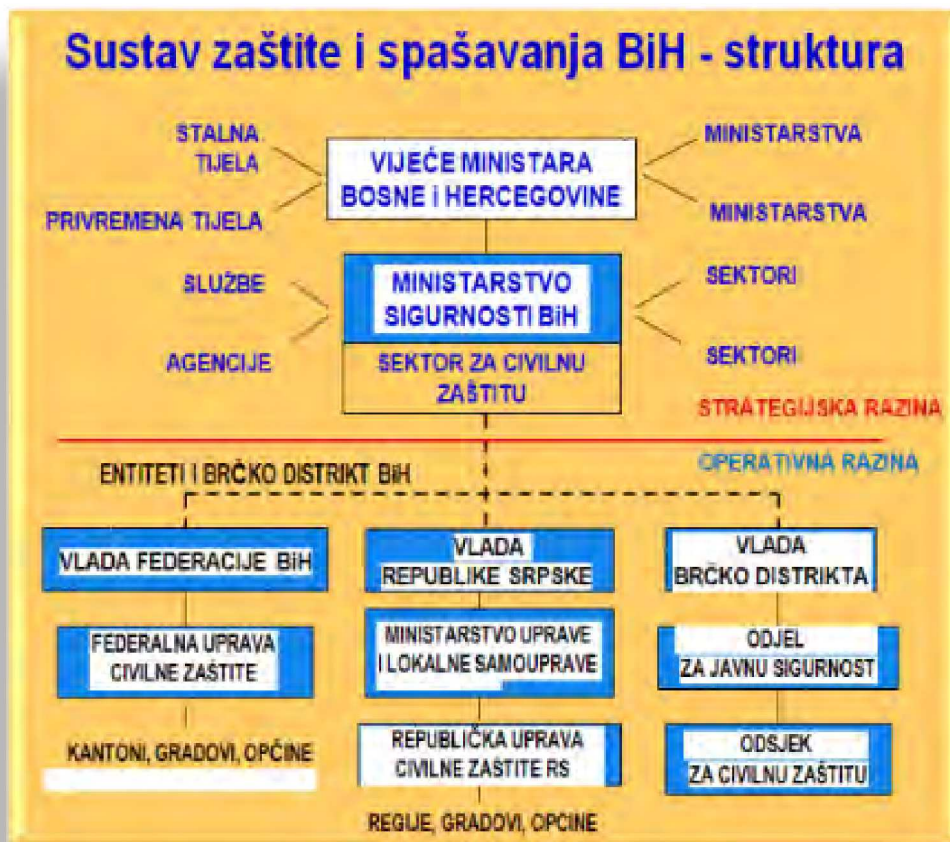 Sustav zaštite i spašavanja BiH - struktura
STALNA
TIJELA
PRIVREMENA TIJELA
VIJEĆE MINISTARA
BOSNE i HERCEGOVINE
MINISTARSTVA
MINISTARSTVA
SLUŽBE
AGENCIJE
MINISTARSTVO
SIGURNOSTI BiH
SEKTOR ZA CIVILNU
ZAŠTITU
SEKTORI
SEKTORI
STRATEGIJSKA RAZINA
OPERATIVNA RAZINA
ENTITETI I BRČKO DISTRIKT BiH
VLADA FEDERACIJE BiH
FEDERALNA UPRAVA
CIVILNE ZAŠTITE
KANTONI, GRADOVI, OPČINE
VLADA
REPUBLIKE SRPSKE
MINISTARSTVO UPRAVE
I LOKALNE SAMOUPRAVE
REPUBLIČKA UPRAVA
CIVILNE ZAŠTITE RS
REGIJE, GRADOVI, OPCINE
VLADA
BRČKO DISTRIKTA
ODJEL
ZA JAVNU SIGURNOST
ODSJEK
ZA CIVILNU ZAŠTITU